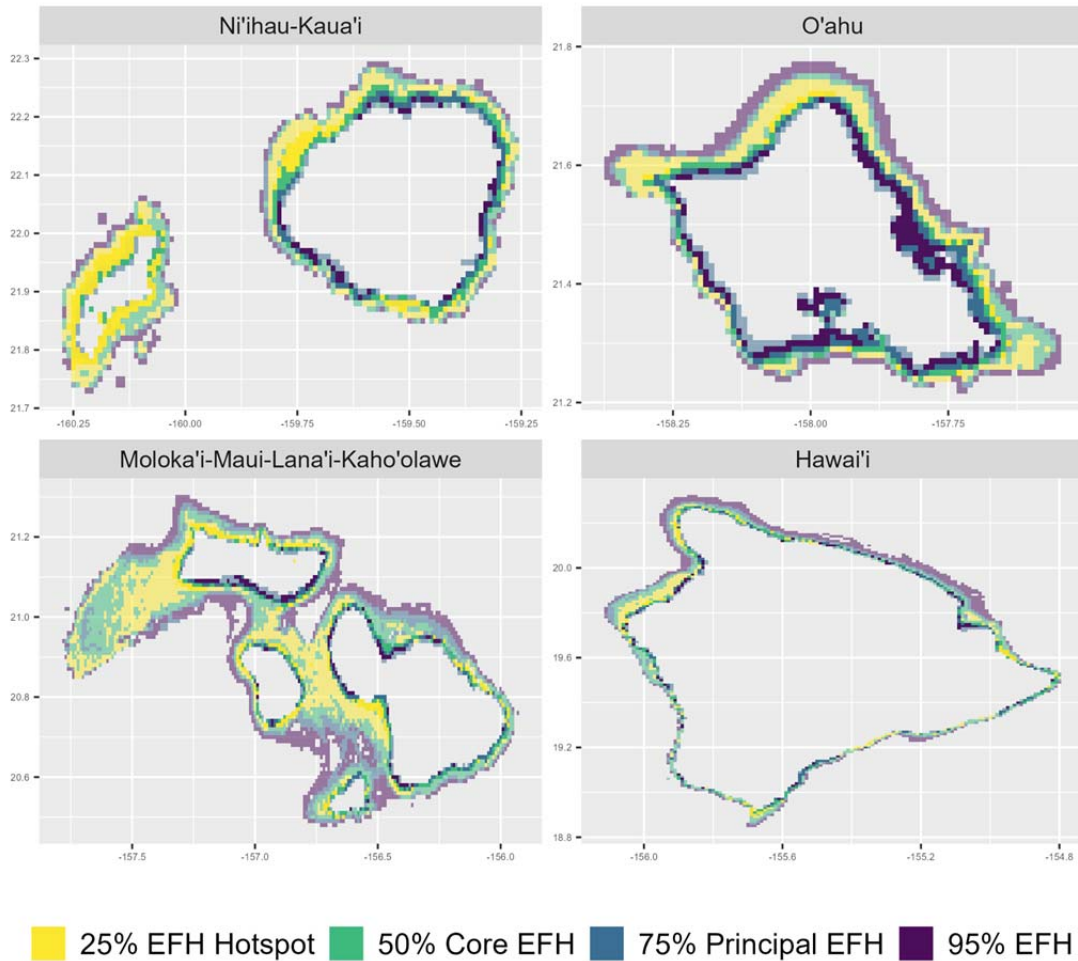 Ni'ihau-Kaua'i
O'ahu
22.3
22.2
22.1
22.0
21.9
21.8
21.7
-160.25 -160.00 -159.75 -159.50 -159.25
21.8
21.6
21.4
21.2
-158.25 -158.00 -157.75
Moloka'i-Maui-Lana'i-Kaho'olawe
Hawai'i
21.2
21.0
20.8
20.6
-157.5 -157.0 -156.5 -156.0
20.0
19.6
19.2
18.8
-156.0 -155.6 -155.2 -154.8
25% EFH Hotspot 50% Core EFH 75% Principal EFH 95% EFH